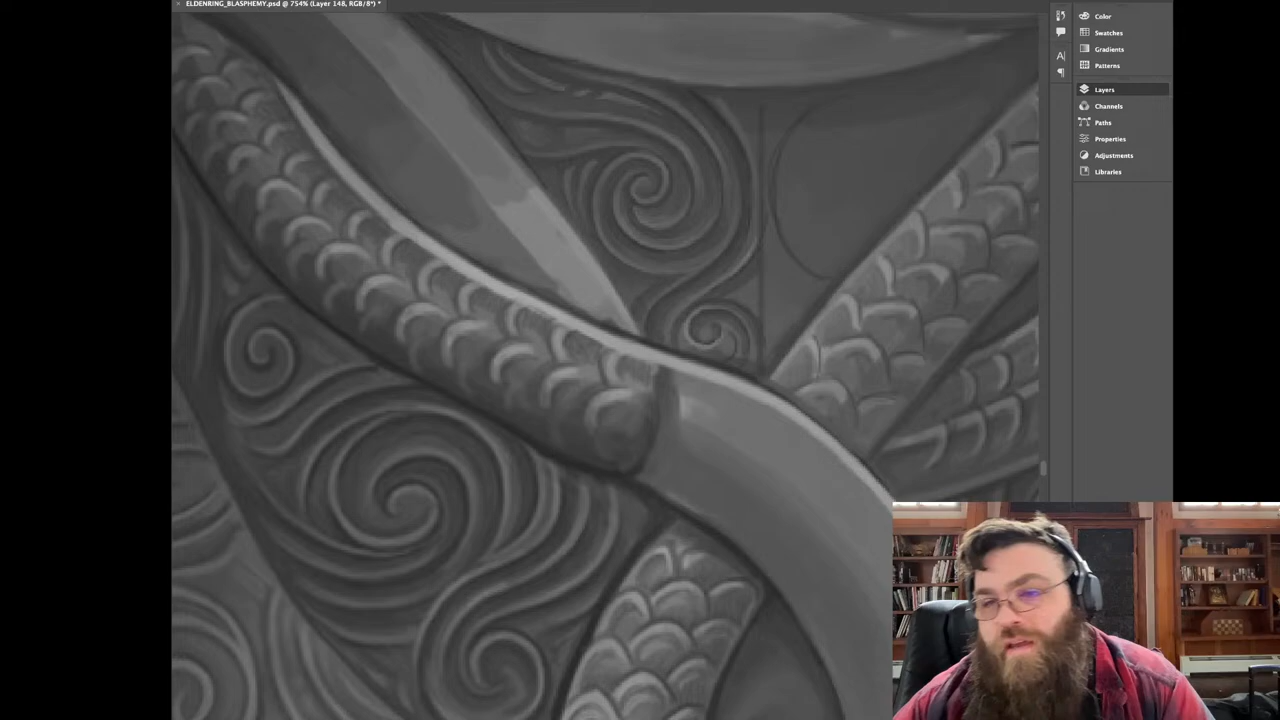 ELDENRING_BLASPHEMY.psd @ 754% (Layer 148, RGB/8*) *
Color
Swatches
Gradients
Patterns
Layers
Channels
Paths
Properties
Adjustments
Libraries